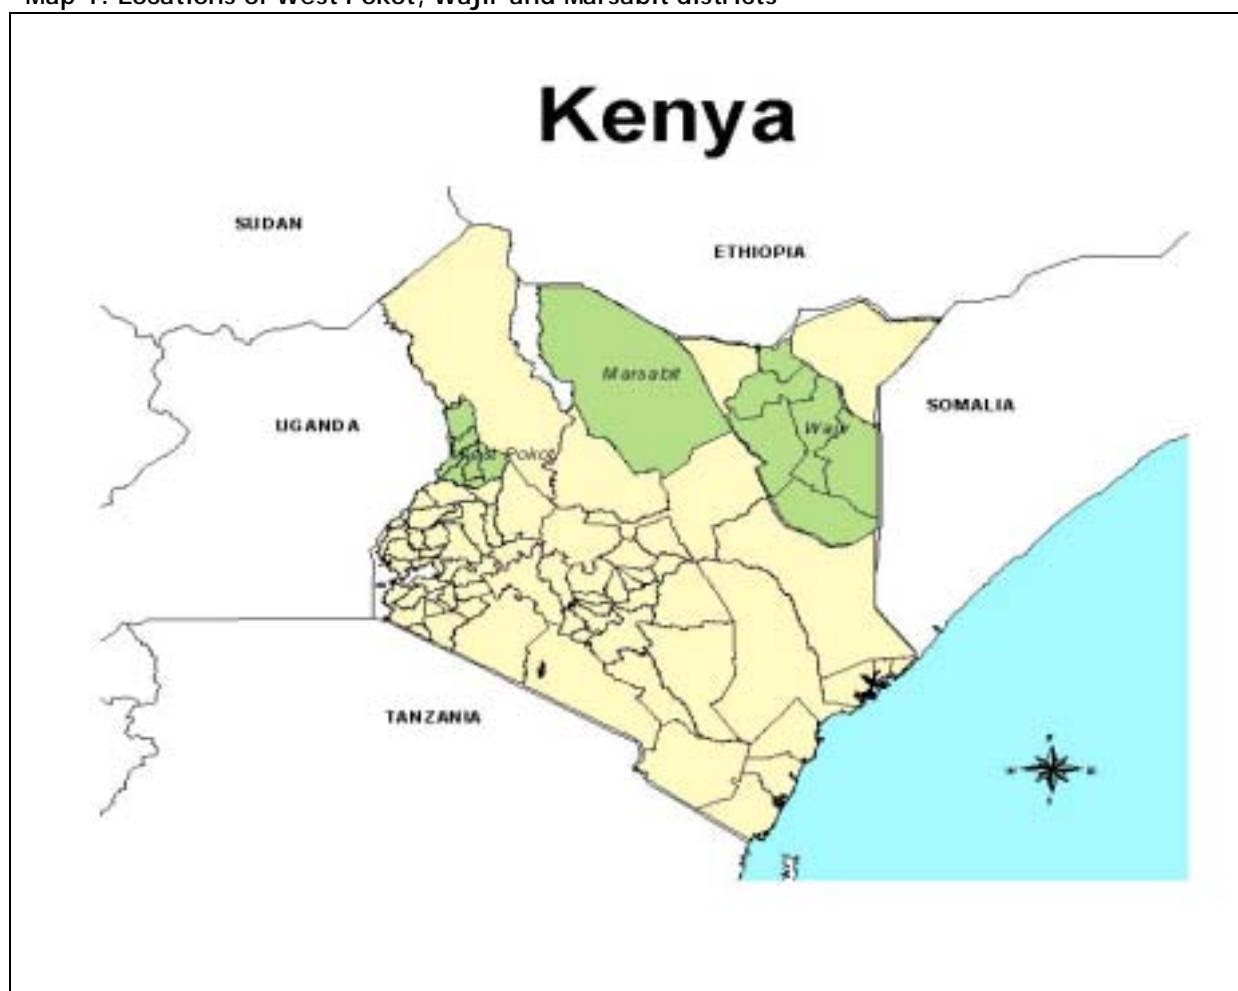 Map 1: Locations of West Pokot, Wajir and Marsabit districts
Kenya
SUDAN
ETHIOPIA
Marsabit
SOMALIA
UGANDA
Wajir
West Pokot
TANZANIA